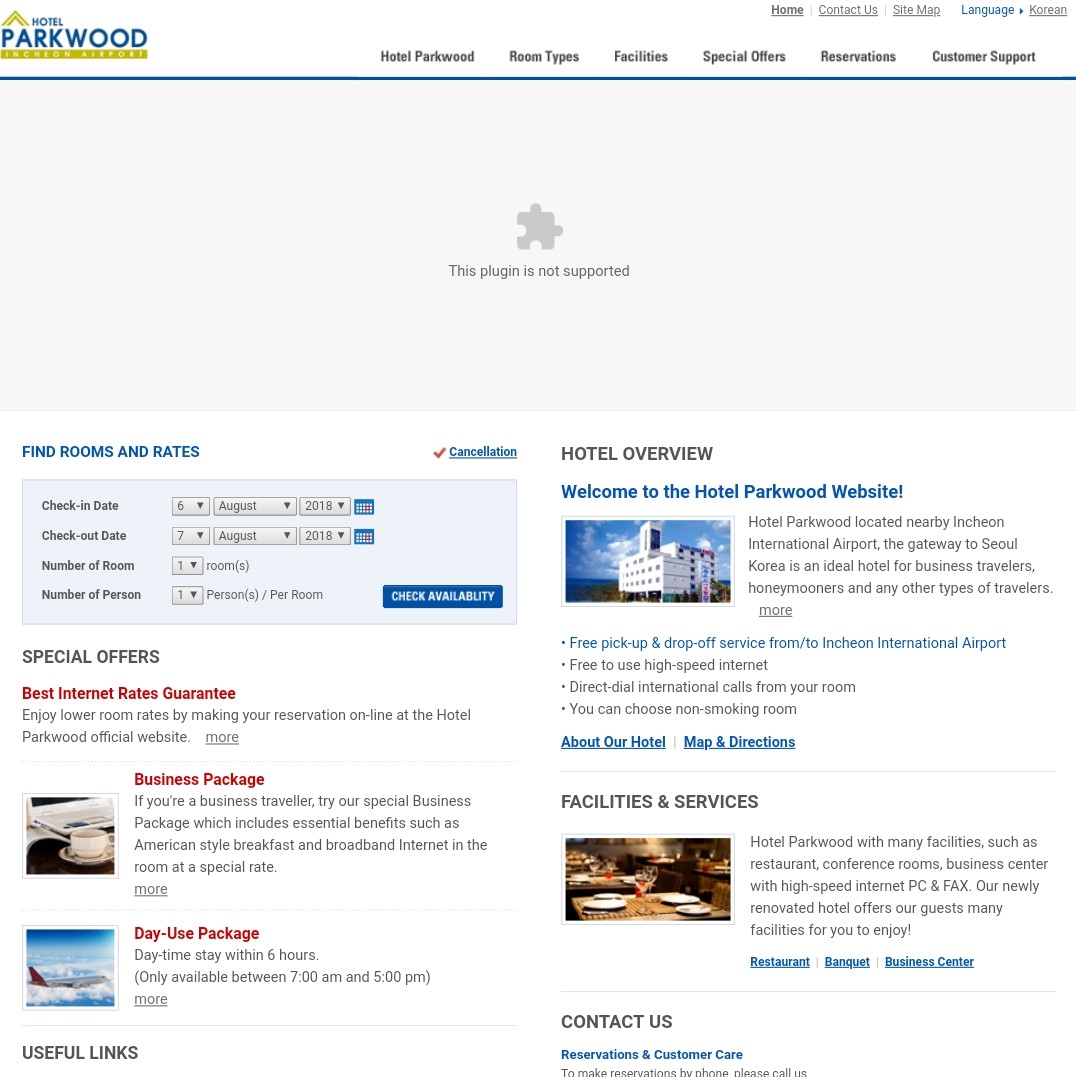 Home | Contact Us | Site Map Language Korean
HOTEL
PARKWOOD
INCHEON AIRPORT
Hotel Parkwood Room Types Facilities Special Offers Reservations Customer Support
This plugin is not supported
FIND ROOMS AND RATES
Cancellation
Check-in Date 6 August 2018
Check-out Date 7 August 2018
Number of Room 1 room(s)
Number of Person 1 Person(s) / Per Room
CHECK AVAILABLITY
SPECIAL OFFERS
Best Internet Rates Guarantee
Enjoy lower room rates by making your reservation on-line at the Hotel
Parkwood official website. more
Business Package
If you're a business traveller, try our special Business
Package which includes essential benefits such as
American style breakfast and broadband Internet in the
room at a special rate.
more
Day-Use Package
Day-time stay within 6 hours.
(Only available between 7:00 am and 5:00 pm)
more
USEFUL LINKS
HOTEL OVERVIEW
Welcome to the Hotel Parkwood Website!
Hotel Parkwood located nearby Incheon
International Airport, the gateway to Seoul
Korea is an ideal hotel for business travelers,
honeymooners and any other types of travelers.
more
• Free pick-up & drop-off service from/to Incheon International Airport
• Free to use high-speed internet
• Direct-dial international calls from your room
• You can choose non-smoking room
About Our Hotel | Map & Directions
FACILITIES & SERVICES
Hotel Parkwood with many facilities, such as
restaurant, conference rooms, business center
with high-speed internet PC & FAX. Our newly
renovated hotel offers our guests many
facilities for you to enjoy!
Restaurant | Banquet | Business Center
CONTACT US
Reservations & Customer Care
To make reservations by phone, please call us